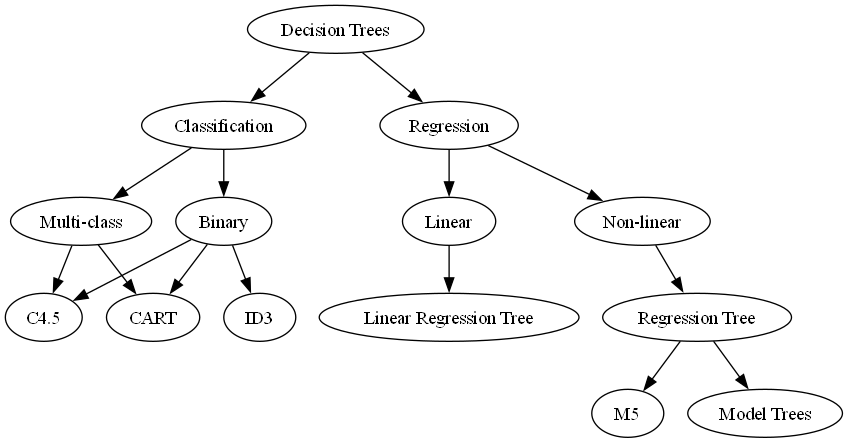 Decision Trees
Classification
Regression
Multi-class
Binary
Linear
Non-linear
C4.5
CART
ID3
Linear Regression Tree
Regression Tree
M5
Model Trees